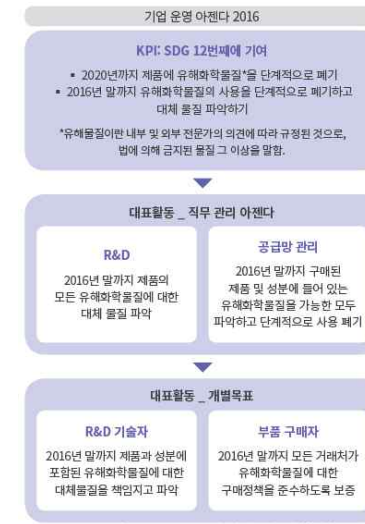 기업 운영 아젠다 2016
KPI: SDG 12번째에 기여
▪ 2020년까지 제품에 유해화학물질*을 단계적으로 폐기
▪ 2016년 말까지 유해화학물질의 사용을 단계적으로 폐기하고
대체 물질 파악하기
*유해물질이란 내부 및 외부 전문가의 의견에 따라 규정된 것으로,
법에 의해 금지된 물질 그 이상을 말함.
대표활동 _ 직무 관리 아젠다
R&D
2016년 말까지 제품의
모든 유해화학물질에 대한
대체 물질 파악
공급망 관리
2016년 말까지 구매된
제품 및 성분에 들어 있는
유해화학물질을 가능한 모두
파악하고 단계적으로 사용 폐기
대표활동 _ 개별목표
R&D 기술자
2016년 말까지 제품과 성분에
포함된 유해화학물질에 대한
대체물질을 책임지고 파악
부품 구매자
2016년 말까지 모든 거래처가
유해화학물질에 대한
구매정책을 준수하도록 보증